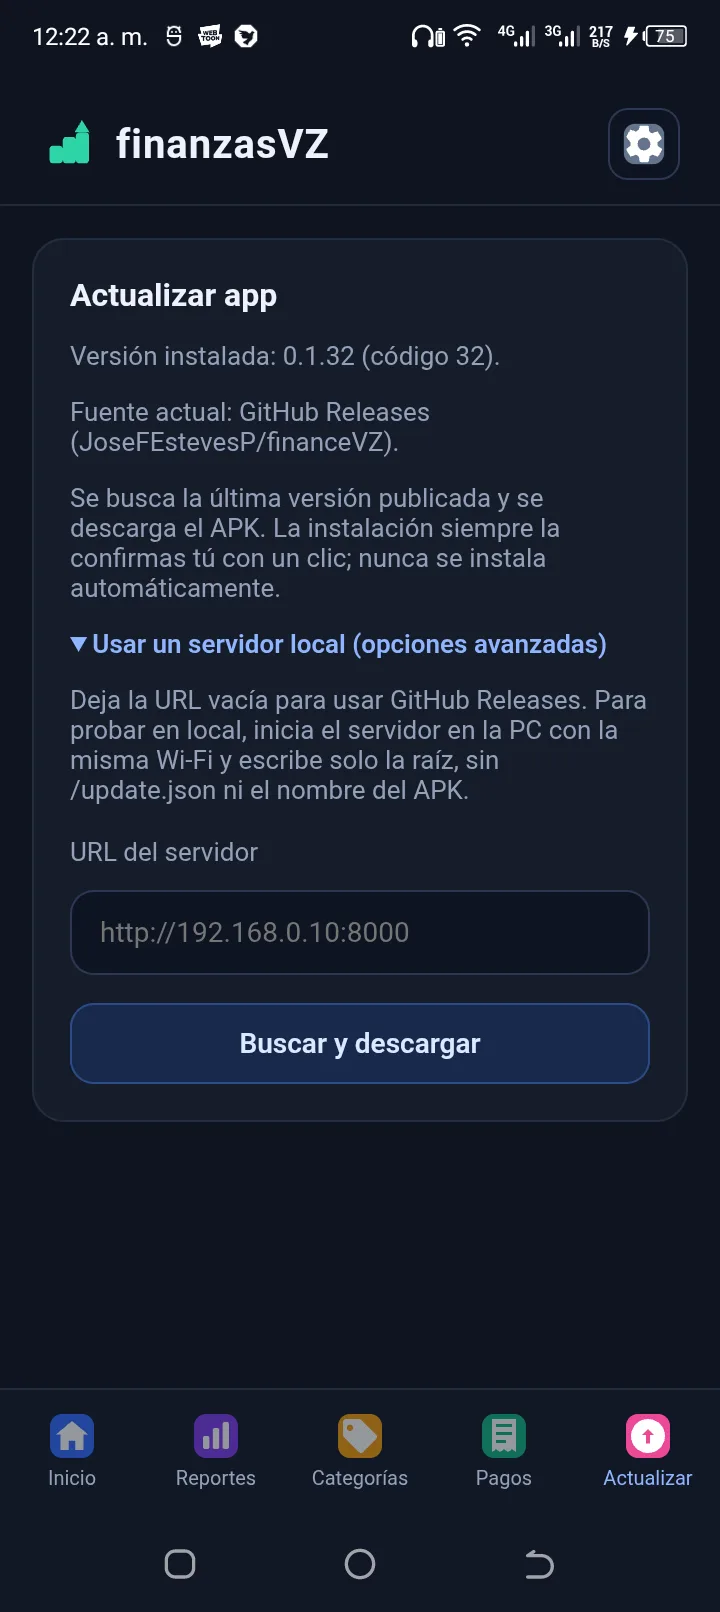 12:22 a. m.
WEB
TOON
4G
3G
217
B/S
75
finanzasVZ
Actualizar app
Versión instalada: 0.1.32 (código 32).
Fuente actual: GitHub Releases
(JoseFEstevesP/financeVZ).
Se busca la última versión publicada y se
descarga el APK. La instalación siempre la
confirmas tú con un clic; nunca se instala
automáticamente.
Usar un servidor local (opciones avanzadas)
Deja la URL vacía para usar GitHub Releases. Para
probar en local, inicia el servidor en la PC con la
misma Wi-Fi y escribe solo la raíz, sin
/update.json ni el nombre del APK.
URL del servidor
http://192.168.0.10:8000
Buscar y descargar
Inicio
Reportes
Categorías
Pagos
Actualizar